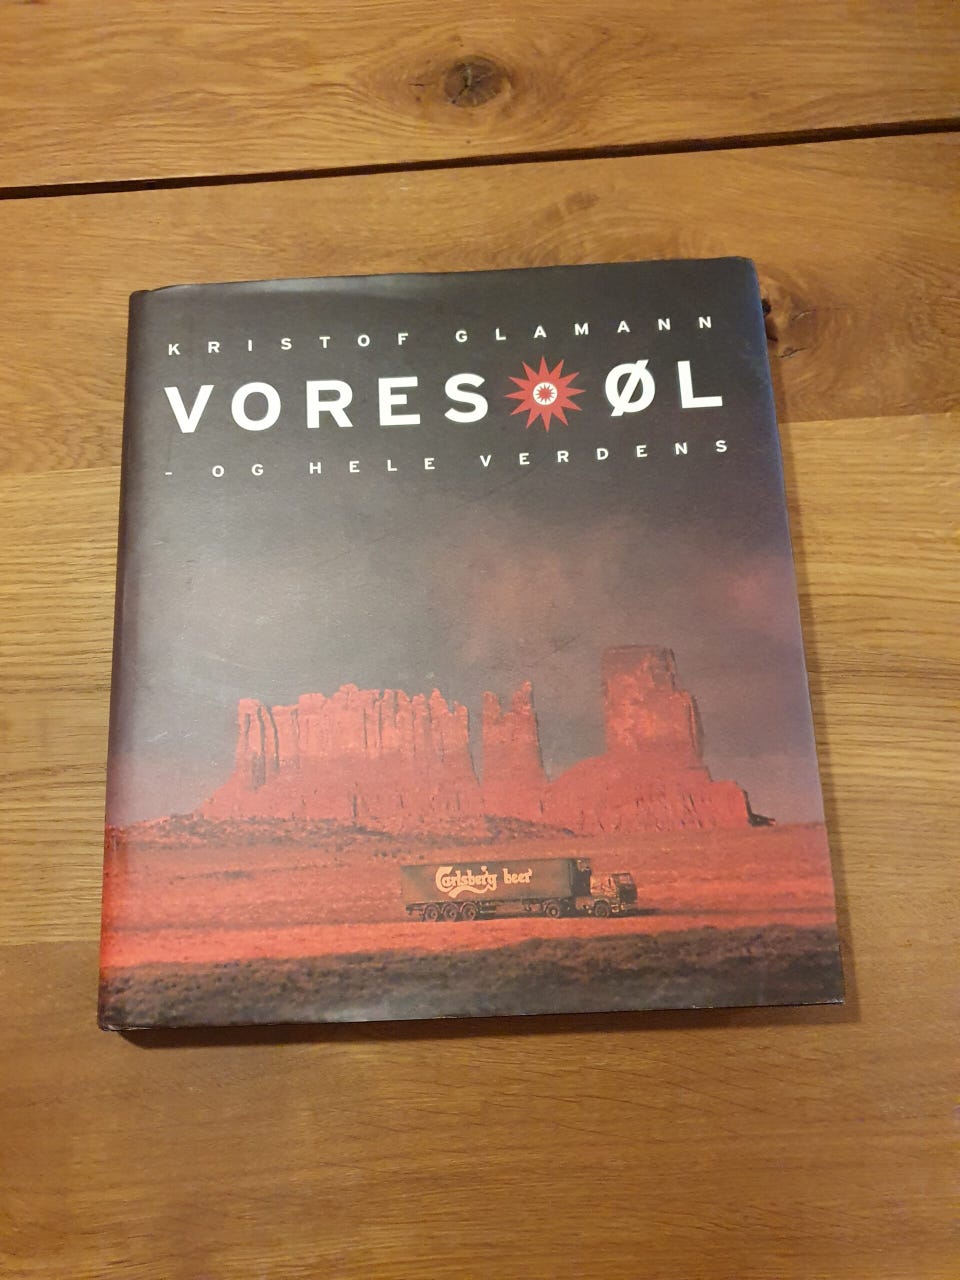 KRISTOF GLAMANN
VORES ØL
- OG HELE VERDENS
Carlsberg beer